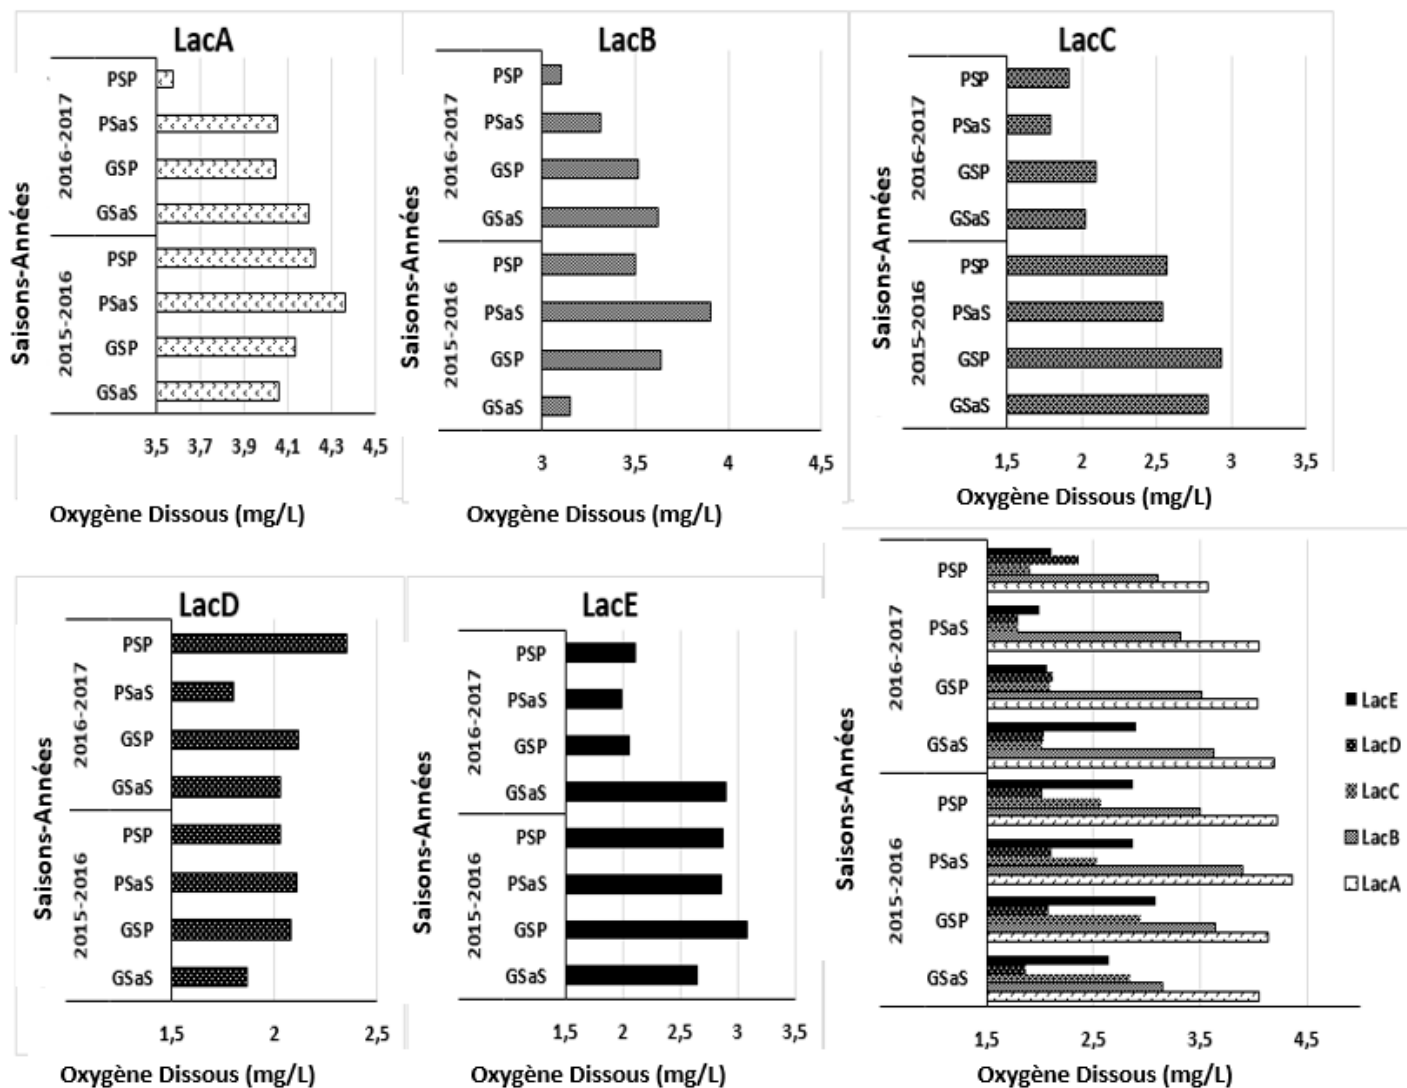 LacA
Saisons-Années
2016-2017
PSP
PSaS
GSP
GSaS
2015-2016
PSP
PSaS
GSP
GSaS
3,5 3,7 3,9 4,1 4,3 4,5
Oxygène Dissous (mg/L)
LacB
Saisons-Années
2016-2017
PSP
PSaS
GSP
GSaS
2015-2016
PSP
PSaS
GSP
GSaS
3 3,5 4 4,5
Oxygène Dissous (mg/L)
LacC
Saisons-Années
2016-2017
PSP
PSaS
GSP
GSaS
2015-2016
PSP
PSaS
GSP
GSaS
1,5 2 2,5 3 3,5
Oxygène Dissous (mg/L)
LacD
Saisons-Années
2016-2017
PSP
PSaS
GSP
GSaS
2015-2016
PSP
PSaS
GSP
GSaS
1,5 2 2,5
Oxygène Dissous (mg/L)
LacE
Saisons-Années
2016-2017
PSP
PSaS
GSP
GSaS
2015-2016
PSP
PSaS
GSP
GSaS
1,5 2 2,5 3 3,5
Oxygène Dissous (mg/L)
Saisons-Années
2016-2017
PSP
PSaS
GSP
GSaS
2015-2016
PSP
PSaS
GSP
GSaS
1,5 2,5 3,5 4,5
Oxygène Dissous (mg/L)
LacE
LacD
LacC
LacB
LacA